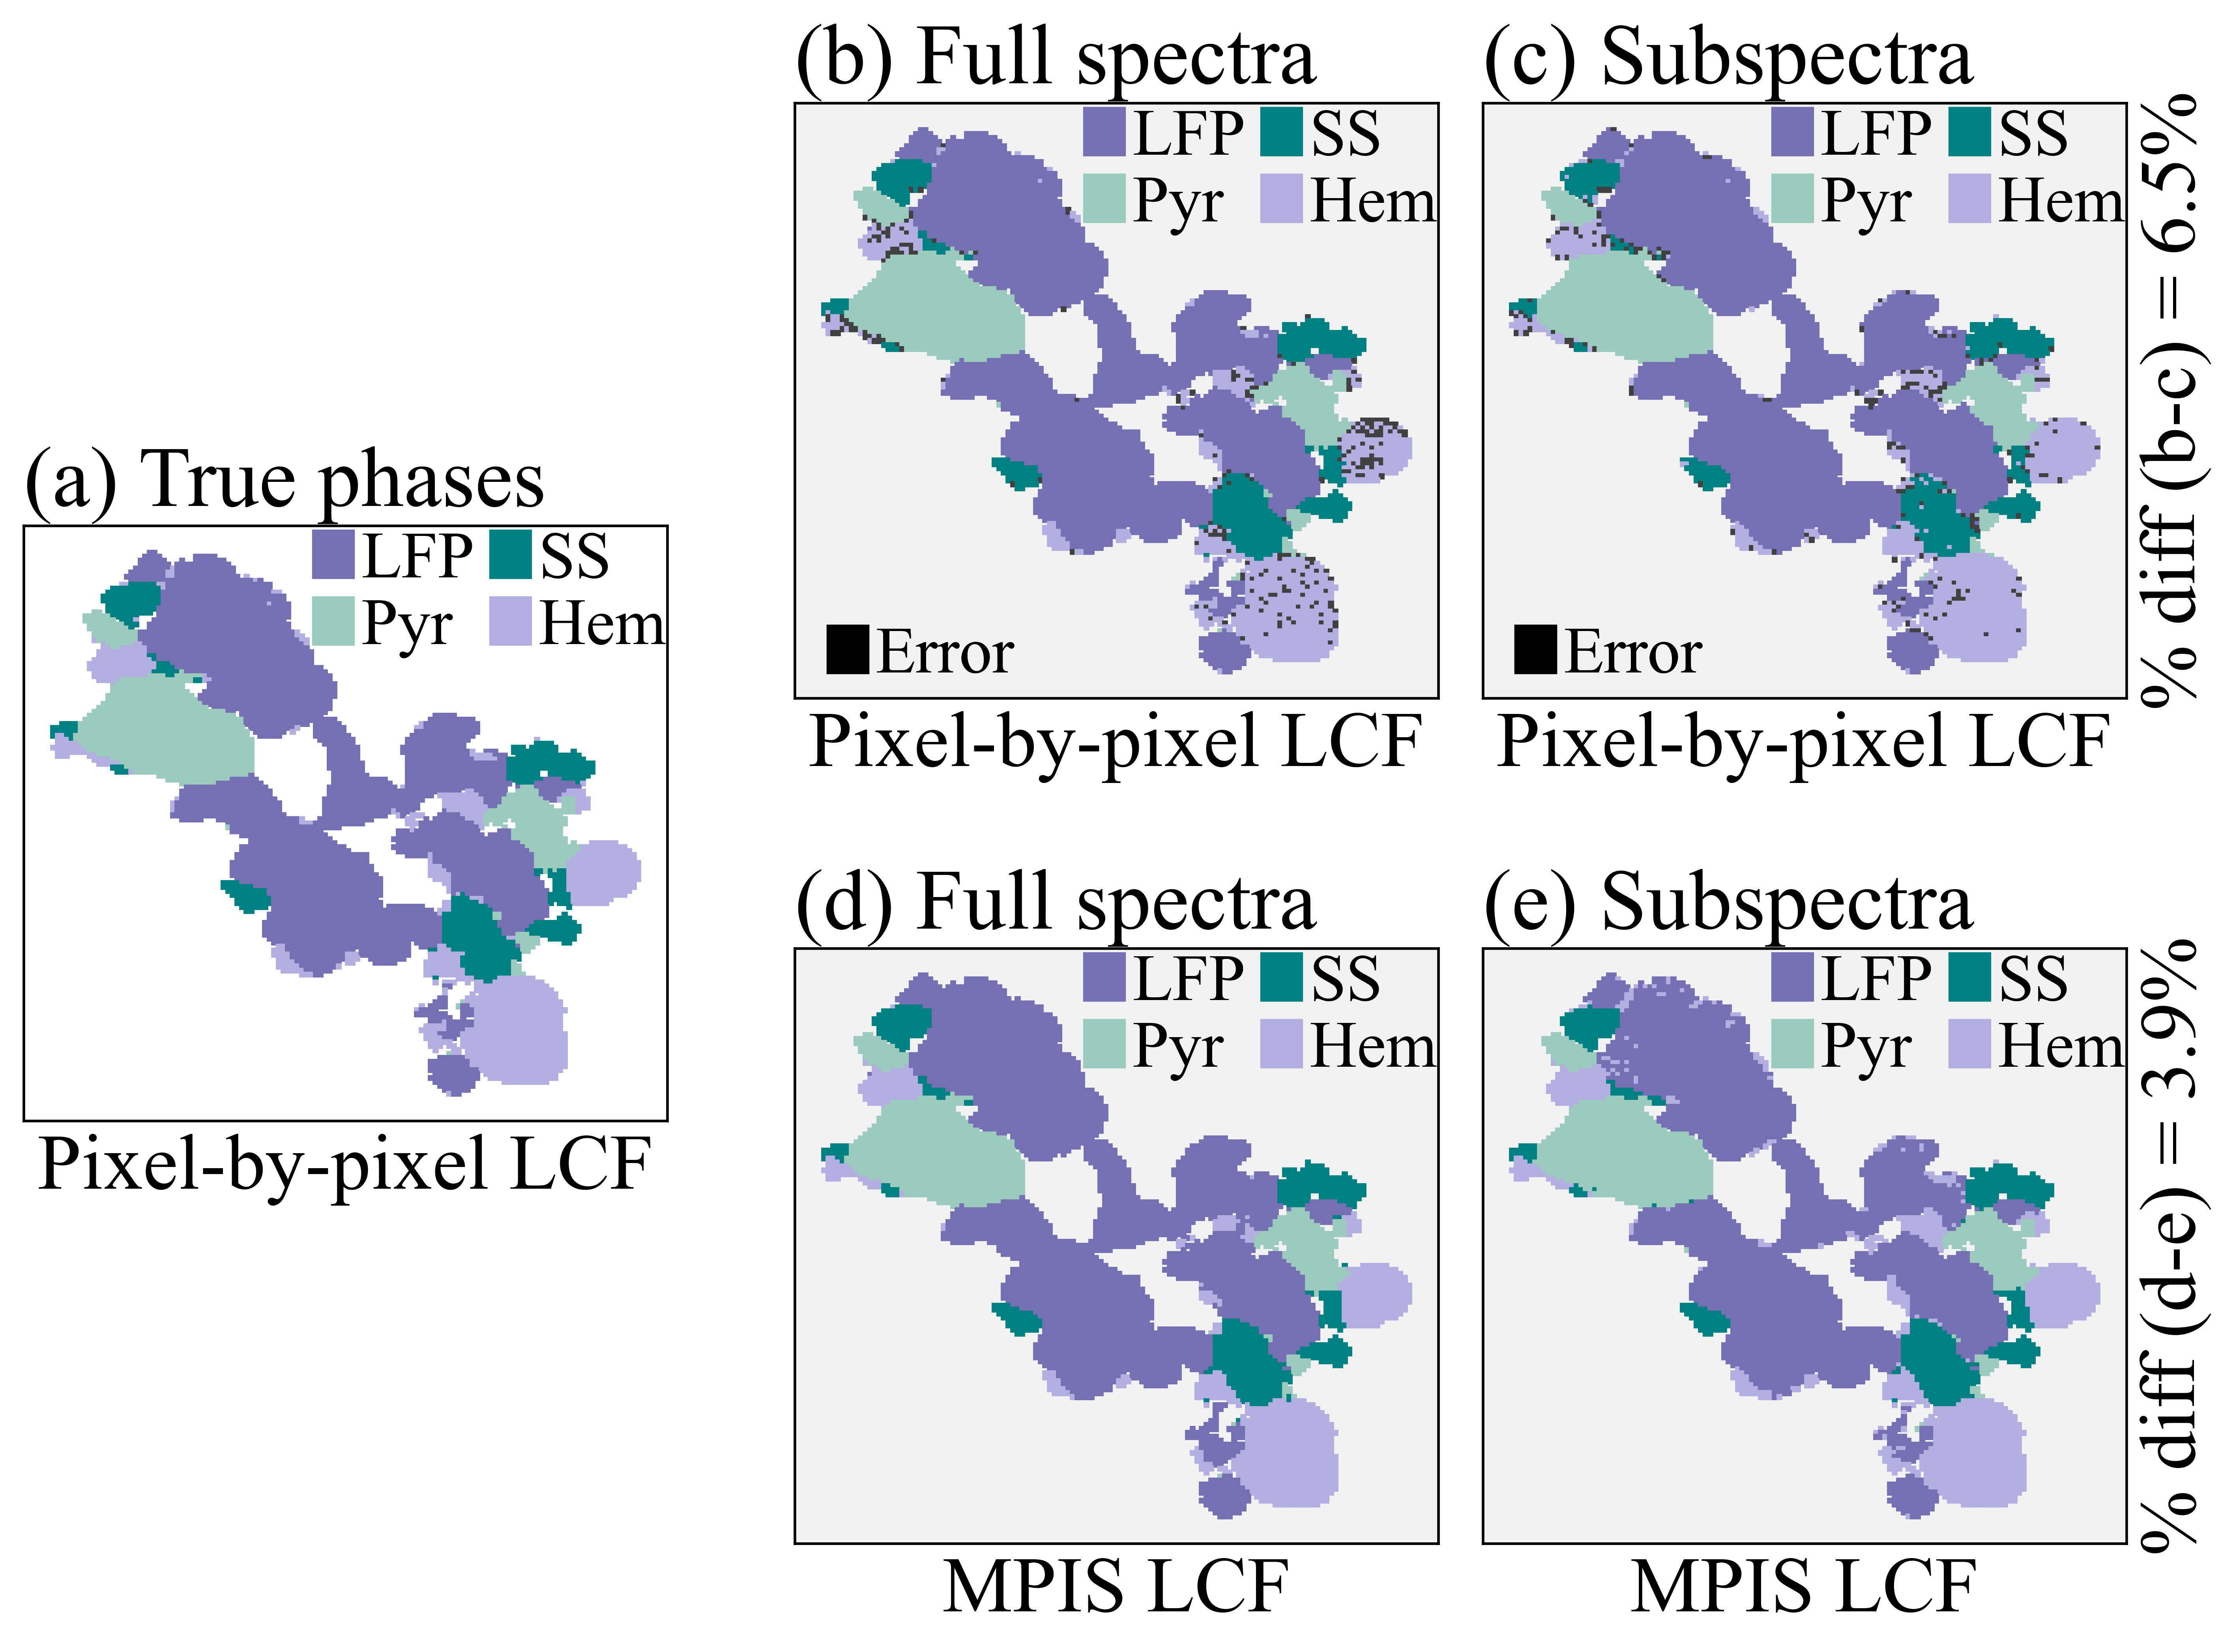 (a) True phases
LFP SS
Pyr Hem
Pixel-by-pixel LCF
(b) Full spectra
LFP SS
Pyr Hem
Error
Pixel-by-pixel LCF
(c) Subspectra
LFP SS
Pyr Hem
Error
Pixel-by-pixel LCF
% diff (b-c) = 6.5%
(d) Full spectra
LFP SS
Pyr Hem
MPIS LCF
(e) Subspectra
LFP SS
Pyr Hem
MPIS LCF
% diff (d-e) = 3.9%